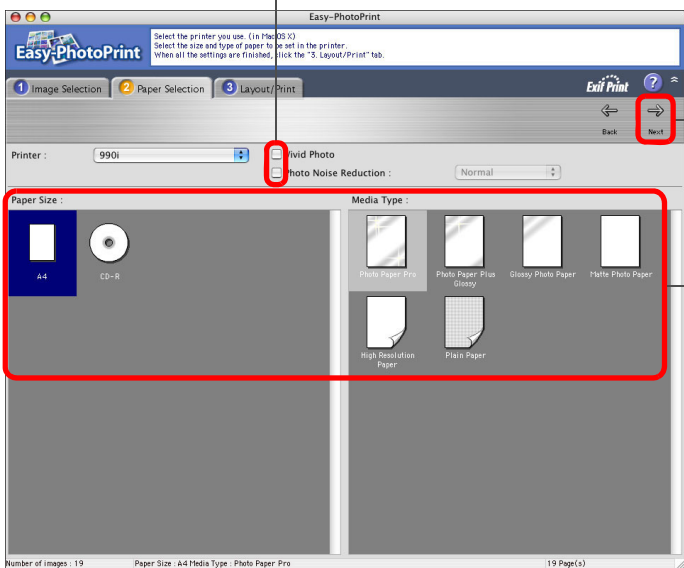 Easy-PhotoPrint
Easy-PhotoPrint
Select the printer you use. (in Mac OS X)
Select the size and type of paper to be set in the printer.
When all the settings are finished, click the "3. Layout/Print" tab.
1 Image Selection
2 Paper Selection
3 Layout/Print
Exif Print
?
Back
Next
Printer :
990i
Vivid Photo
Photo Noise Reduction :
Normal
Paper Size :
A4
CD-R
Media Type :
Photo Paper Pro
Photo Paper Plus
Glossy
Glossy Photo Paper
Matte Photo Paper
High Resolution
Paper
Plain Paper
Number of images : 19
Paper Size : A4 Media Type : Photo Paper Pro
19 Page(s)